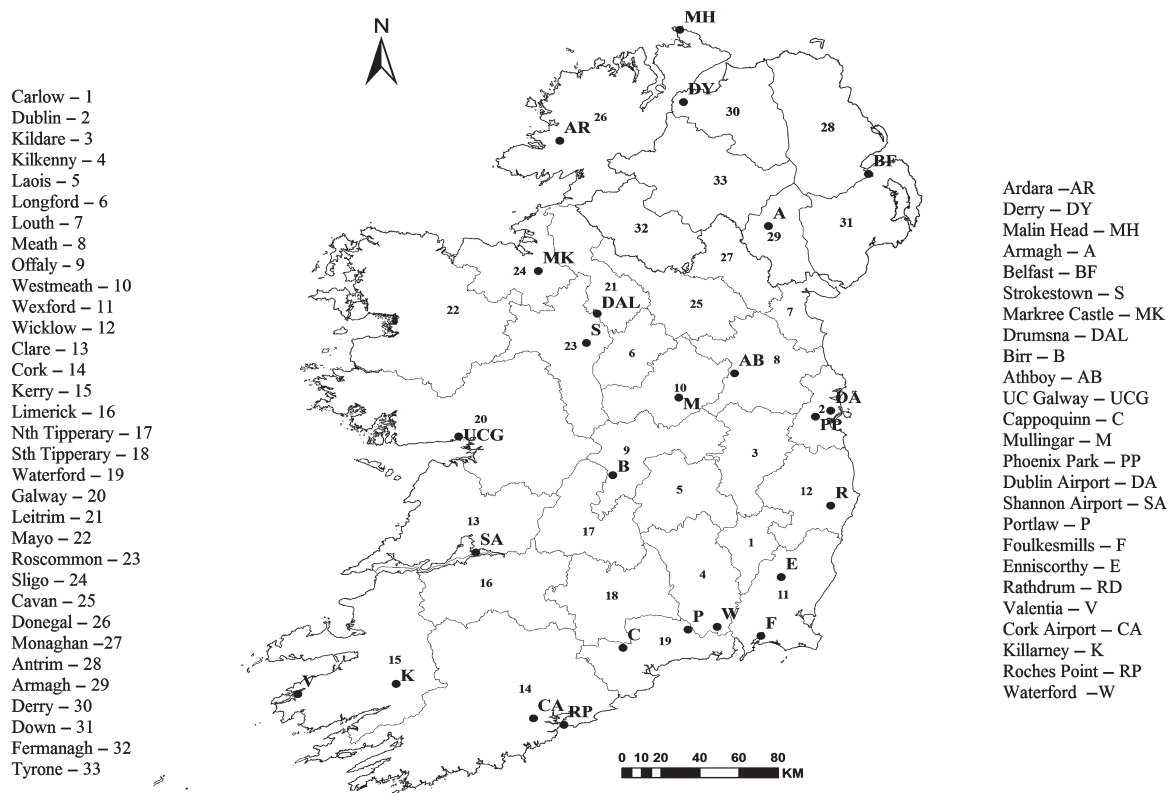 Carlow – 1
Dublin – 2
Kildare – 3
Kilkenny – 4
Laois – 5
Longford – 6
Louth – 7
Meath – 8
Offaly – 9
Westmeath – 10
Wexford – 11
Wicklow – 12
Clare – 13
Cork – 14
Kerry – 15
Limerick – 16
Nth Tipperary – 17
Sth Tipperary – 18
Waterford – 19
Galway – 20
Leitrim – 21
Mayo – 22
Roscommon – 23
Sligo – 24
Cavan – 25
Donegal – 26
Monaghan –27
Antrim – 28
Armagh – 29
Derry – 30
Down – 31
Fermanagh – 32
Tyrone – 33
N
MH
DY
30
26
28
AR
BF
33
A
29
31
32
27
MK
24
21
DAL
25
22
7
S
23
6
AB
8
10
M
DA
2
PP
20
UCG
9
B
3
5
12
R
13
SA
17
1
E
11
16
18
4
P
W
F
C
19
15
K
V
14
CA
RP
0 10 20 40 60 80
KM
Ardara –AR
Derry – DY
Malin Head – MH
Armagh – A
Belfast – BF
Strokestown – S
Markree Castle – MK
Drumsna – DAL
Birr – B
Athboy – AB
UC Galway – UCG
Cappoquinn – C
Mullingar – M
Phoenix Park – PP
Dublin Airport – DA
Shannon Airport – SA
Portlaw – P
Foulkesmills – F
Enniscorthy – E
Rathdrum – RD
Valentia – V
Cork Airport – CA
Killarney – K
Roches Point – RP
Waterford –W